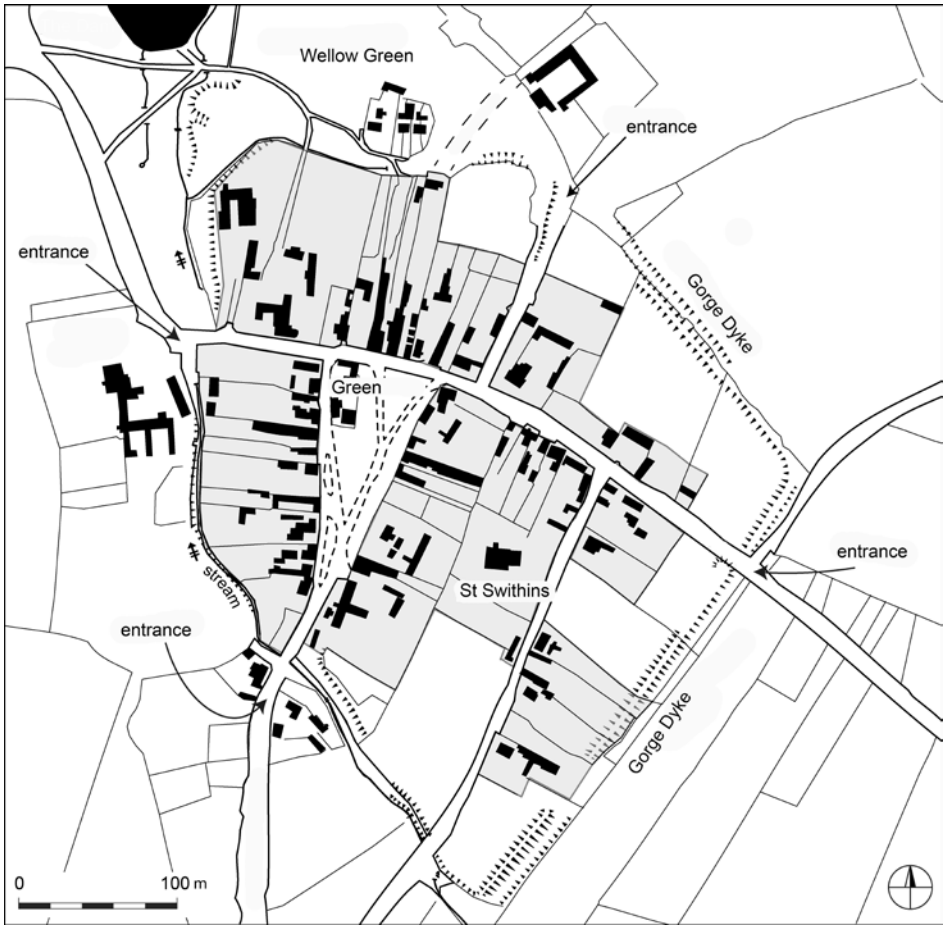 Wellow Green
entrance
entrance
Gorge Dyke
Green
entrance
stream
St Swithins
entrance
Gorge Dyke
0 100 m